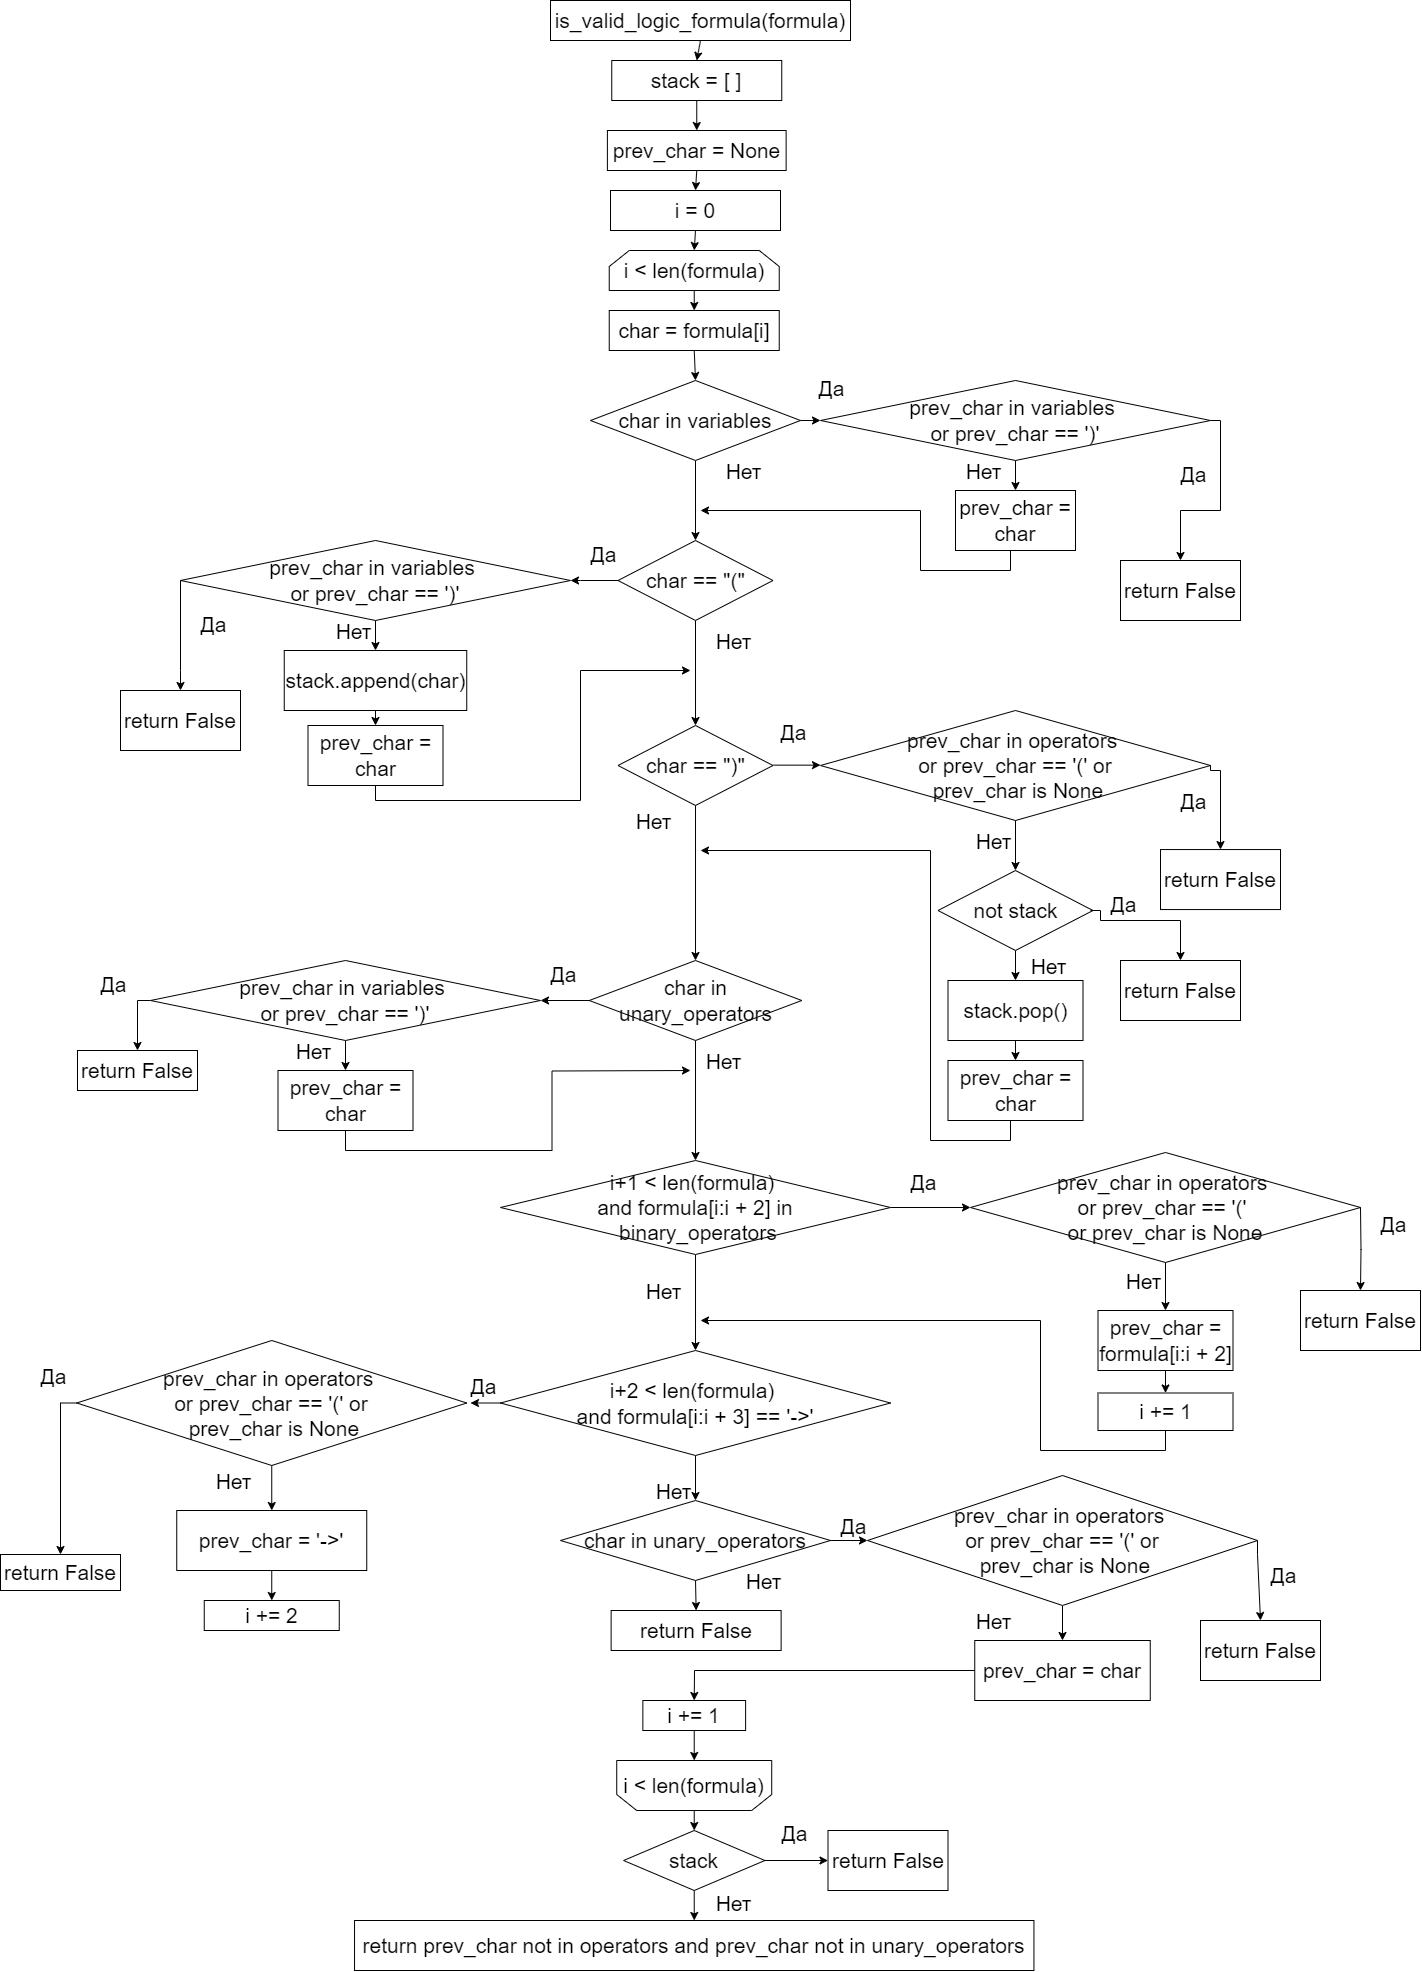 is_valid_logic_formula(formula)
stack = [ ]
prev_char = None
i = 0
i < len(formula)
char = formula[i]
char in variables
Да
prev_char in variables
or prev_char == ')'
Нет
Нет
Да
prev_char =
char
return False
char == "("
Да
prev_char in variables
or prev_char == ')'
Да
Нет
Нет
stack.append(char)
return False
prev_char =
char
char == ")"
Да
prev_char in operators
or prev_char == '(' or
prev_char is None
Нет
Нет
Да
return False
not stack
Да
Нет
return False
stack.pop()
prev_char =
char
char in
unary_operators
Да
prev_char in variables
or prev_char == ')'
Да
return False
Нет
Нет
prev_char =
char
i+1 < len(formula)
and formula[i:i + 2] in
binary_operators
Да
prev_char in operators
or prev_char == '('
or prev_char is None
Да
Нет
Нет
return False
prev_char =
formula[i:i + 2]
i += 1
i+2 < len(formula)
and formula[i:i + 3] == '->'
Да
prev_char in operators
or prev_char == '(' or
prev_char is None
Да
Нет
Нет
prev_char = '->'
return False
i += 2
char in unary_operators
Да
prev_char in operators
or prev_char == '(' or
prev_char is None
Да
Нет
Нет
return False
return False
prev_char = char
i += 1
i < len(formula)
stack
Да
return False
Нет
return prev_char not in operators and prev_char not in unary_operators